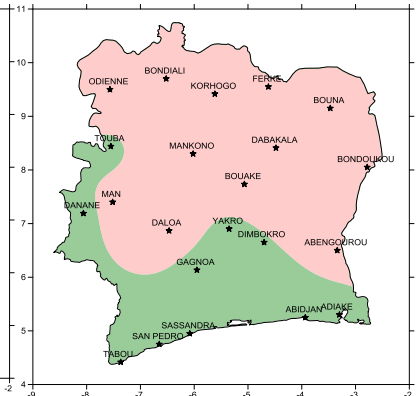 11
10
9
8
7
6
5
4
-2
-9
-8
-7
-6
-5
-4
-3
-2
BONDIALI
ODIENNE
KORHOGO
FERKE
BOUNA
TOUBA
MANKONO
DABAKALA
BONDOUKOU
BOUAKE
MAN
DANANE
DALOA
YAKRO
DIMBOKRO
ABENGOUROU
GAGNOA
ABIDJAN
ADIAKE
SASSANDRA
SAN PEDRO
TABOU